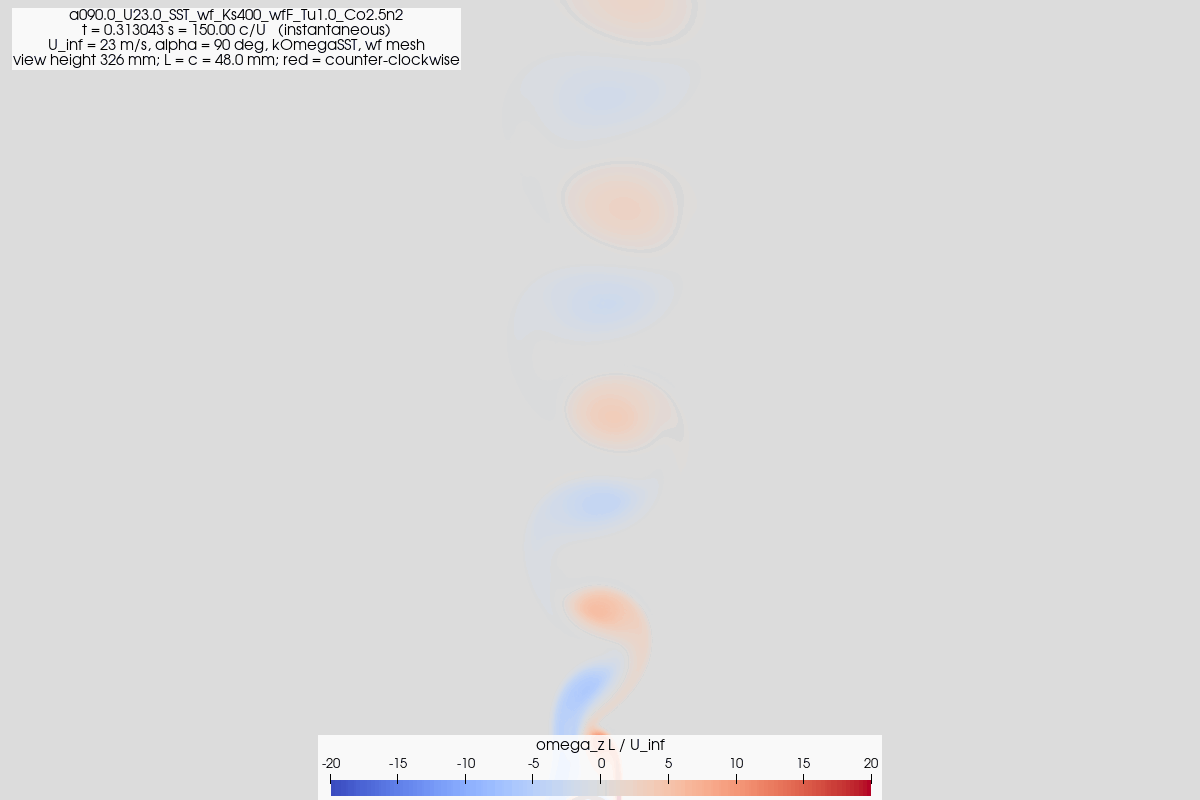 a090.0_U23.0_SST_wf_Ks400_wfF_Tu1.0_Co2.5n2
t = 0.313043 s = 150.00 c/U (instantaneous)
U_inf = 23 m/s, alpha = 90 deg, kOmegaSST, wf mesh
view height 326 mm; L = c = 48.0 mm; red = counter-clockwise
omega_z L / U_inf
-20 -15 -10 -5 0 5 10 15 20